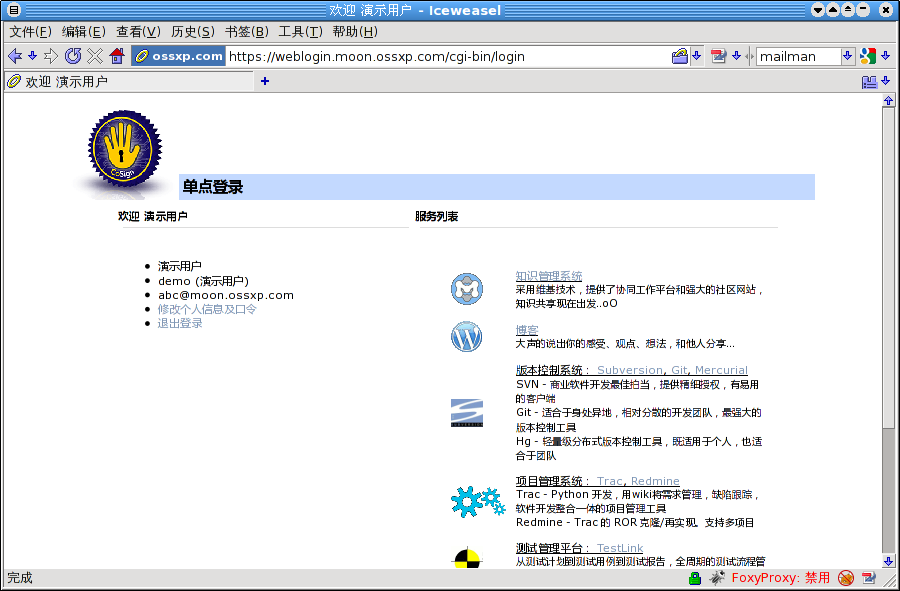 欢迎 演示用户 - Iceweasel
文件(F) 编辑(E) 查看(V) 历史(S) 书签(B) 工具(T) 帮助(H)
ossxp.com https://weblogin.moon.ossxp.com/cgi-bin/login mailman
欢迎 演示用户
CoSign
单点登录
欢迎 演示用户
服务列表
演示用户
demo (演示用户)
abc@moon.ossxp.com
修改个人信息及口令
退出登录
知识管理系统
采用维基技术，提供了协同工作平台和强大的社区网站，
知识共享现在出发..oO
博客
大声的说出你的感受、观点、想法，和他人分享...
版本控制系统： Subversion, Git, Mercurial
SVN - 商业软件开发最佳拍当，提供精细授权，有易用
的客户端
Git - 适合于身处异地，相对分散的开发团队，最强大的
版本控制工具
Hg - 轻量级分布式版本控制工具，既适用于个人，也适
合于团队
项目管理系统： Trac, Redmine
Trac - Python 开发，用wiki将需求管理，缺陷跟踪，
软件开发整合一体的项目管理工具
Redmine - Trac 的 ROR 克隆/再实现。支持多项目
测试管理平台： TestLink
从测试计划到测试用例到测试报告，全周期的测试流程管
完成
FoxyProxy: 禁用